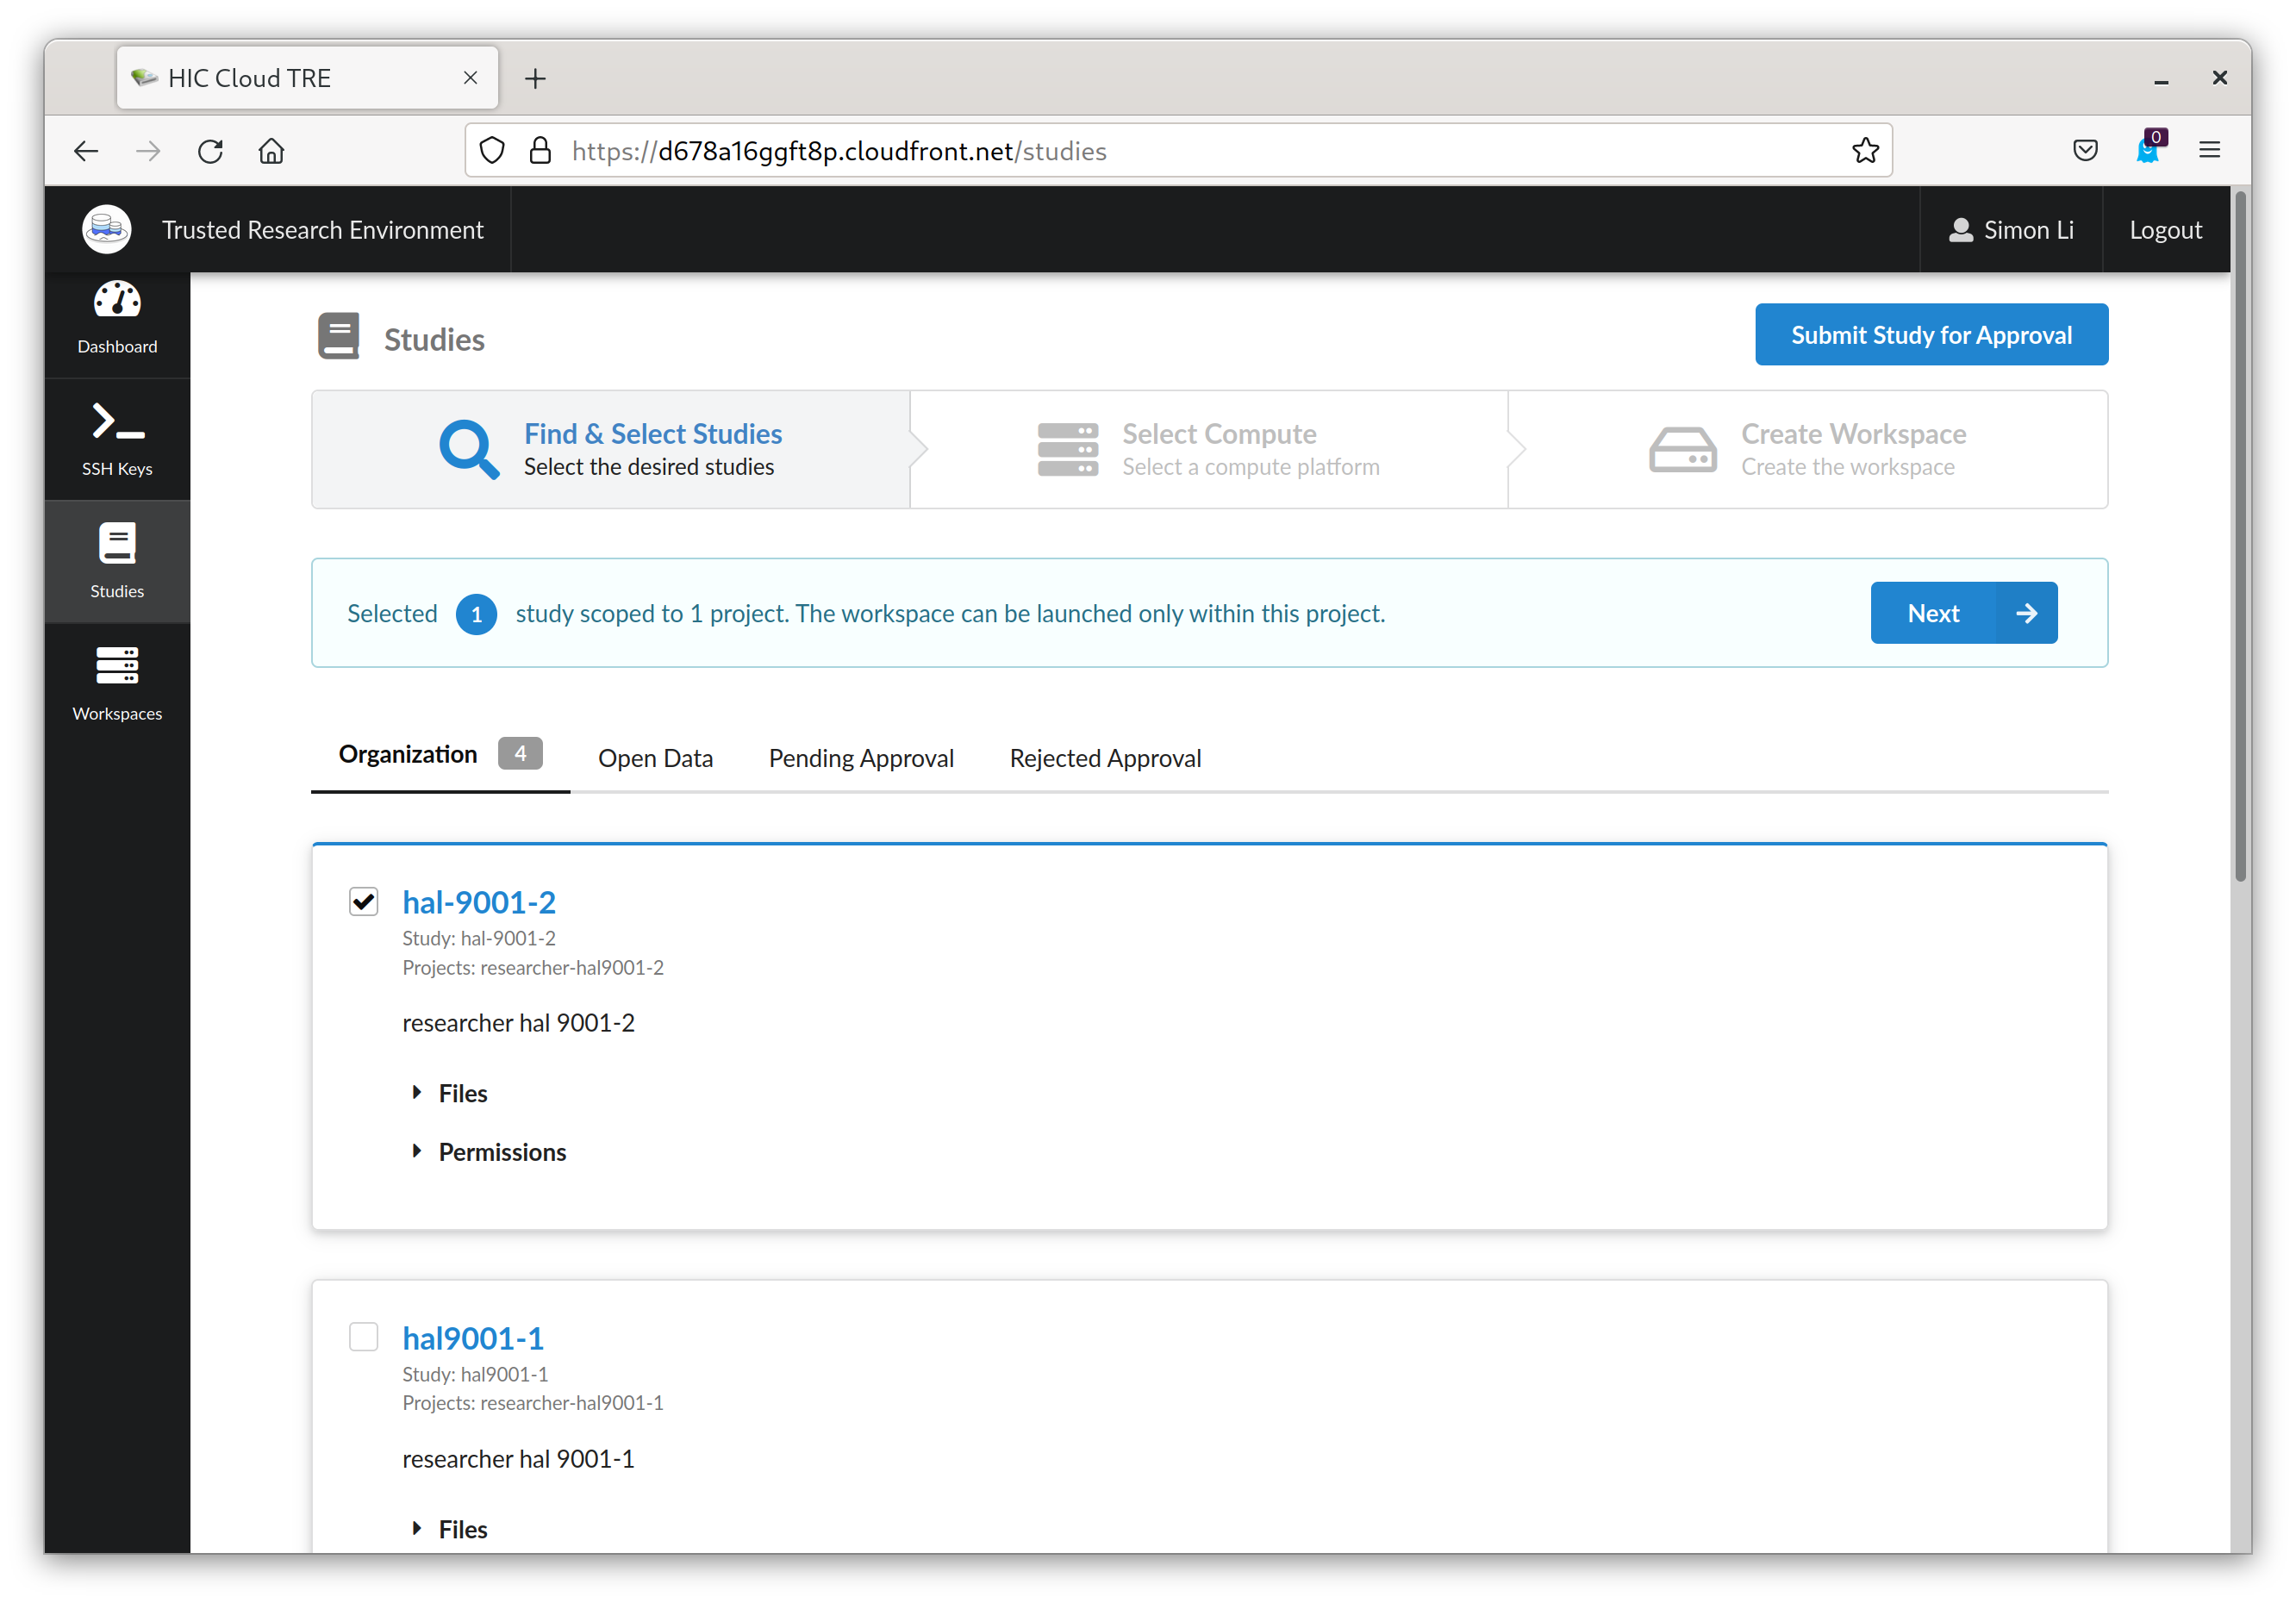 HIC Cloud TRE
https://d678a16ggft8p.cloudfront.net/studies
0
Trusted Research Environment
Simon Li
Logout
Dashboard
SSH Keys
Studies
Workspaces
Studies
Submit Study for Approval
Find & Select Studies
Select the desired studies
Select Compute
Select a compute platform
Create Workspace
Create the workspace
Selected 1 study scoped to 1 project. The workspace can be launched only within this project.
Next
Organization 4
Open Data
Pending Approval
Rejected Approval
hal-9001-2
Study: hal-9001-2
Projects: researcher-hal9001-2
researcher hal 9001-2
Files
Permissions
hal9001-1
Study: hal9001-1
Projects: researcher-hal9001-1
researcher hal 9001-1
Files